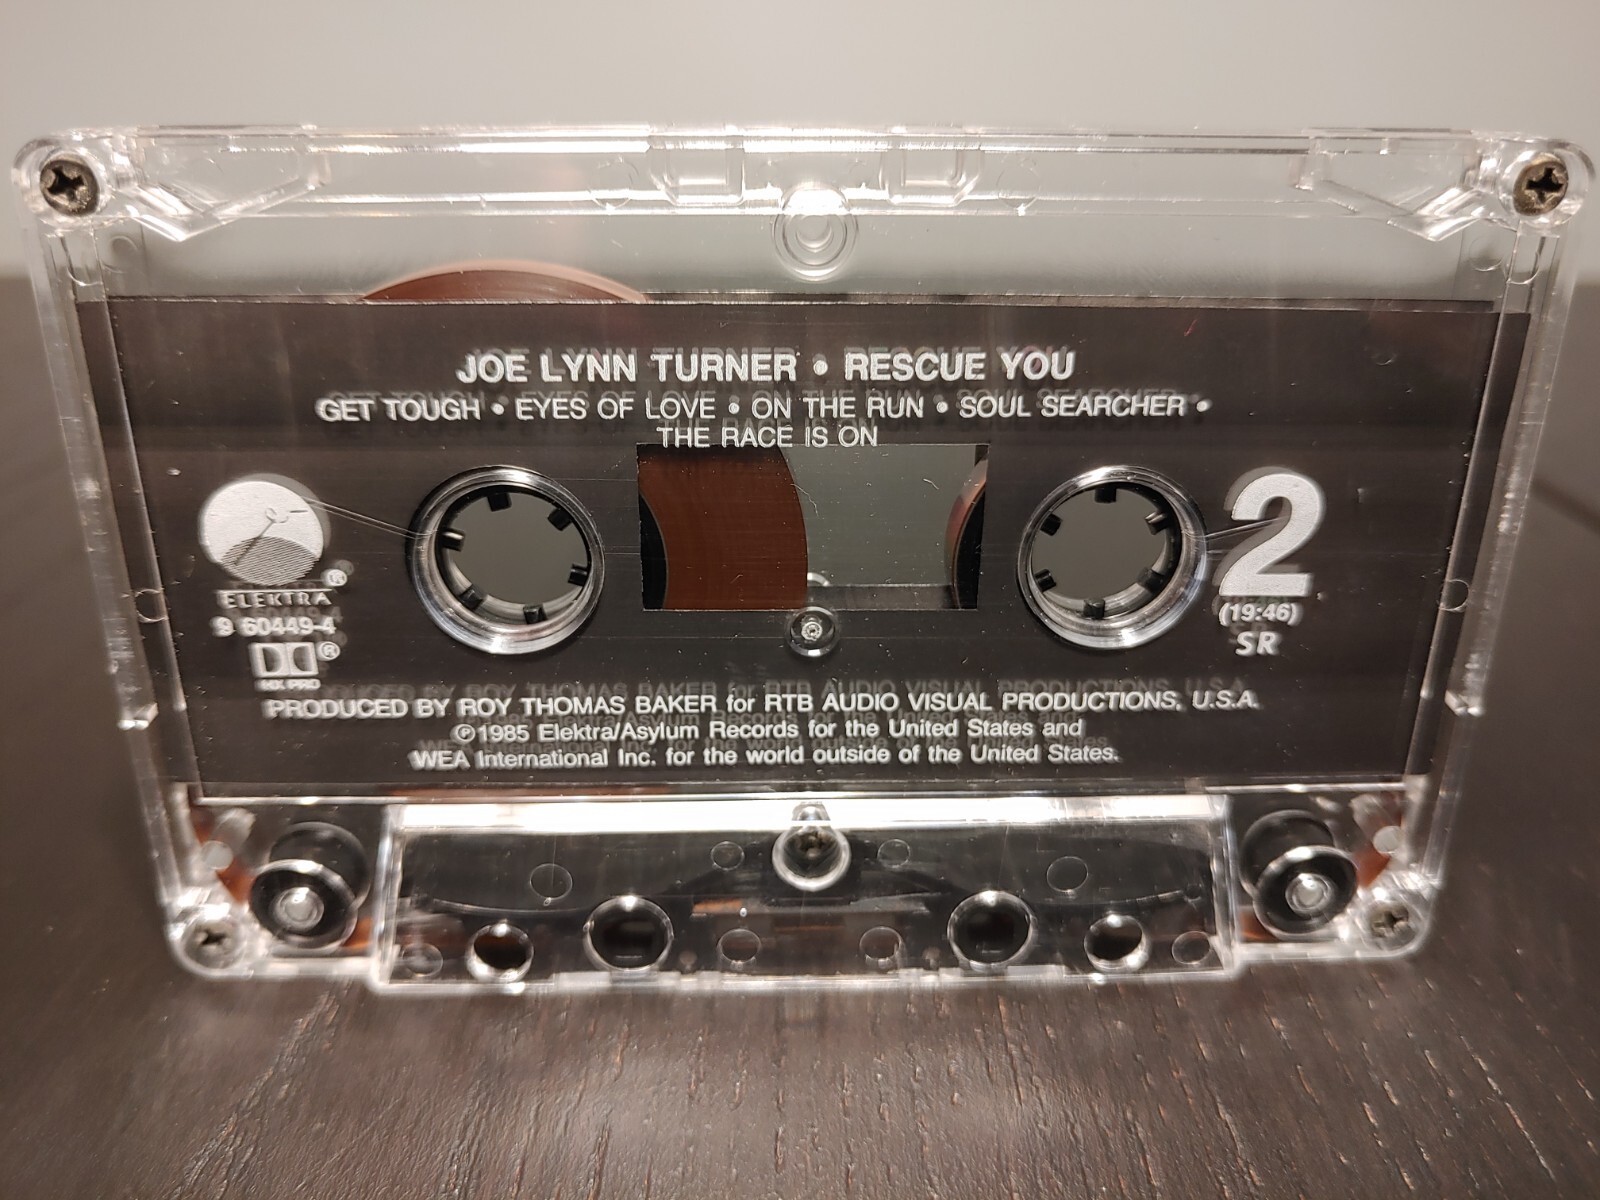 JOE LYNN TURNER • RESCUE YOU
GET TOUGH • EYES OF LOVE • ON THE RUN • SOUL SEARCHER •
THE RACE IS ON
ELEKTRA ®
9 60449-4
®
HX PRO
2
(19:46)
SR
PRODUCED BY ROY THOMAS BAKER for RTB AUDIO VISUAL PRODUCTIONS, U.S.A.
℗1985 Elektra/Asylum Records for the United States and
WEA International Inc. for the world outside of the United States.